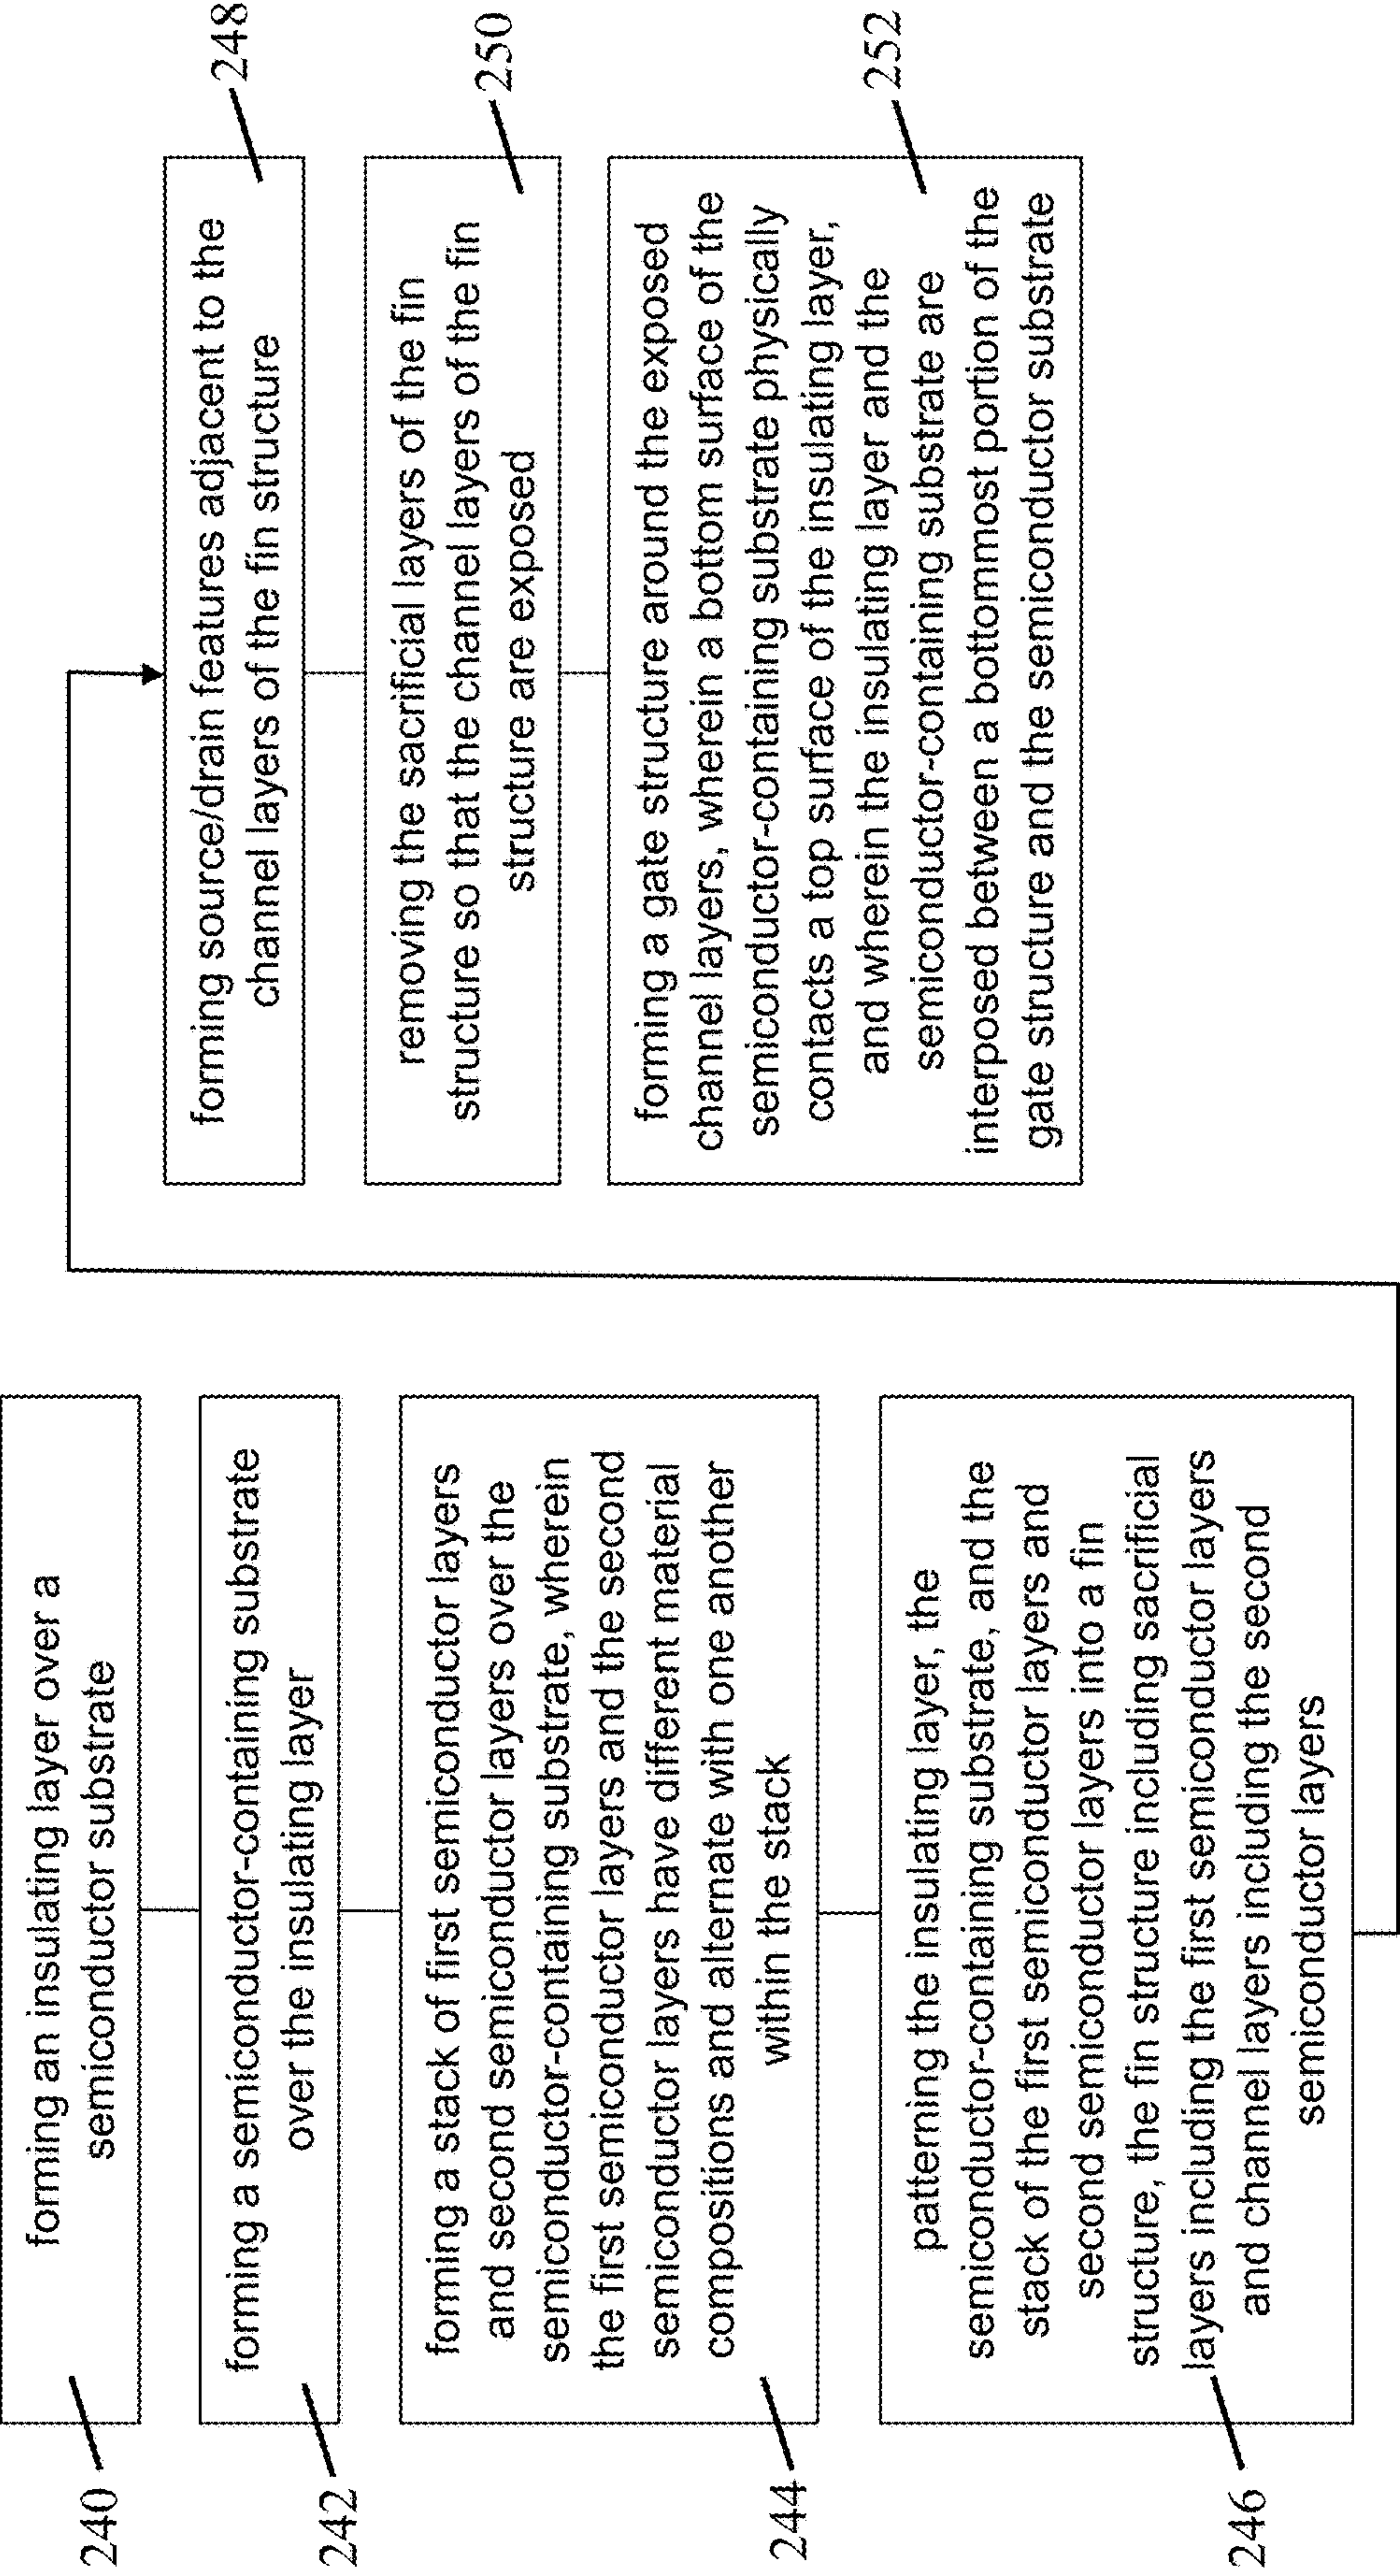 240
forming an insulating layer over a
semiconductor substrate
242
forming a semiconductor-containing substrate
over the insulating layer
244
forming a stack of first semiconductor layers
and second semiconductor layers over the
semiconductor-containing substrate, wherein
the first semiconductor layers and the second
semiconductor layers have different material
compositions and alternate with one another
within the stack
246
patterning the insulating layer, the
semiconductor-containing substrate, and the
stack of the first semiconductor layers and
second semiconductor layers into a fin
structure, the fin structure including sacrificial
layers including the first semiconductor layers
and channel layers including the second
semiconductor layers
248
forming source/drain features adjacent to the
channel layers of the fin structure
250
removing the sacrificial layers of the fin
structure so that the channel layers of the fin
structure are exposed
252
forming a gate structure around the exposed
channel layers, wherein a bottom surface of the
semiconductor-containing substrate physically
contacts a top surface of the insulating layer,
and wherein the insulating layer and the
semiconductor-containing substrate are
interposed between a bottommost portion of the
gate structure and the semiconductor substrate